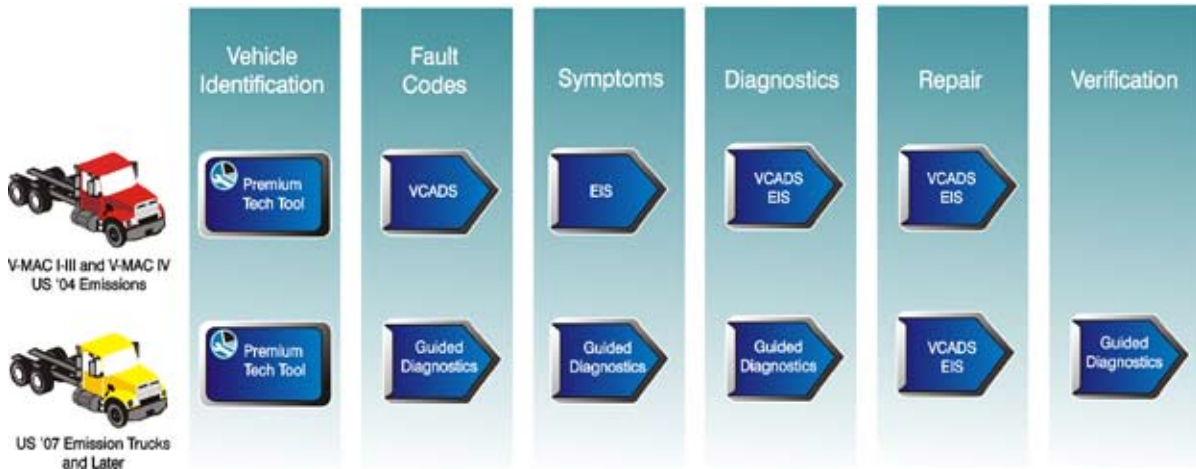 Vehicle
Identification
Fault
Codes
Symptoms
Diagnostics
Repair
Verification
Premium
Tech Tool
VCADS
EIS
VCADS
EIS
VCADS
EIS
V-MAC I-III and V-MAC IV
US '04 Emissions
Premium
Tech Tool
Guided
Diagnostics
Guided
Diagnostics
Guided
Diagnostics
VCADS
EIS
Guided
Diagnostics
US '07 Emission Trucks
and Later